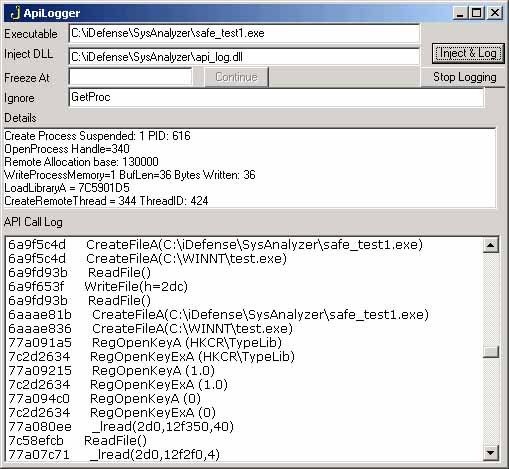 ApiLogger
Executable C:\iDefense\SysAnalyzer\safe_test1.exe
Inject DLL C:\iDefense\SysAnalyzer\api_log.dll Inject & Log
Freeze At Continue Stop Logging
Ignore GetProc
Details
Create Process Suspended: 1 PID: 616
OpenProcess Handle=340
Remote Allocation base: 130000
WriteProcessMemory=1 BufLen=36 Bytes Written: 36
LoadLibraryA = 7C5901D5
CreateRemoteThread = 344 ThreadID: 424
API Call Log
6a9f5c4d CreateFileA(C:\iDefense\SysAnalyzer\safe_test1.exe)
6a9f5c4d CreateFileA(C:\WINNT\test.exe)
6a9fd93b ReadFile()
6a9f653f WriteFile(h=2dc)
6a9fd93b ReadFile()
6aaae81b CreateFileA(C:\iDefense\SysAnalyzer\safe_test1.exe)
6aaae836 CreateFileA(C:\WINNT\test.exe)
77a091a5 RegOpenKeyA (HKCR\TypeLib)
7c2d2634 RegOpenKeyExA (HKCR\TypeLib)
77a09215 RegOpenKeyA (1.0)
7c2d2634 RegOpenKeyExA (1.0)
77a094c0 RegOpenKeyA (0)
7c2d2634 RegOpenKeyExA (0)
77a080ee _lread(2d0,12f350,40)
7c58efcb ReadFile()
77a07c71 _lread(2d0,12f2f0,4)